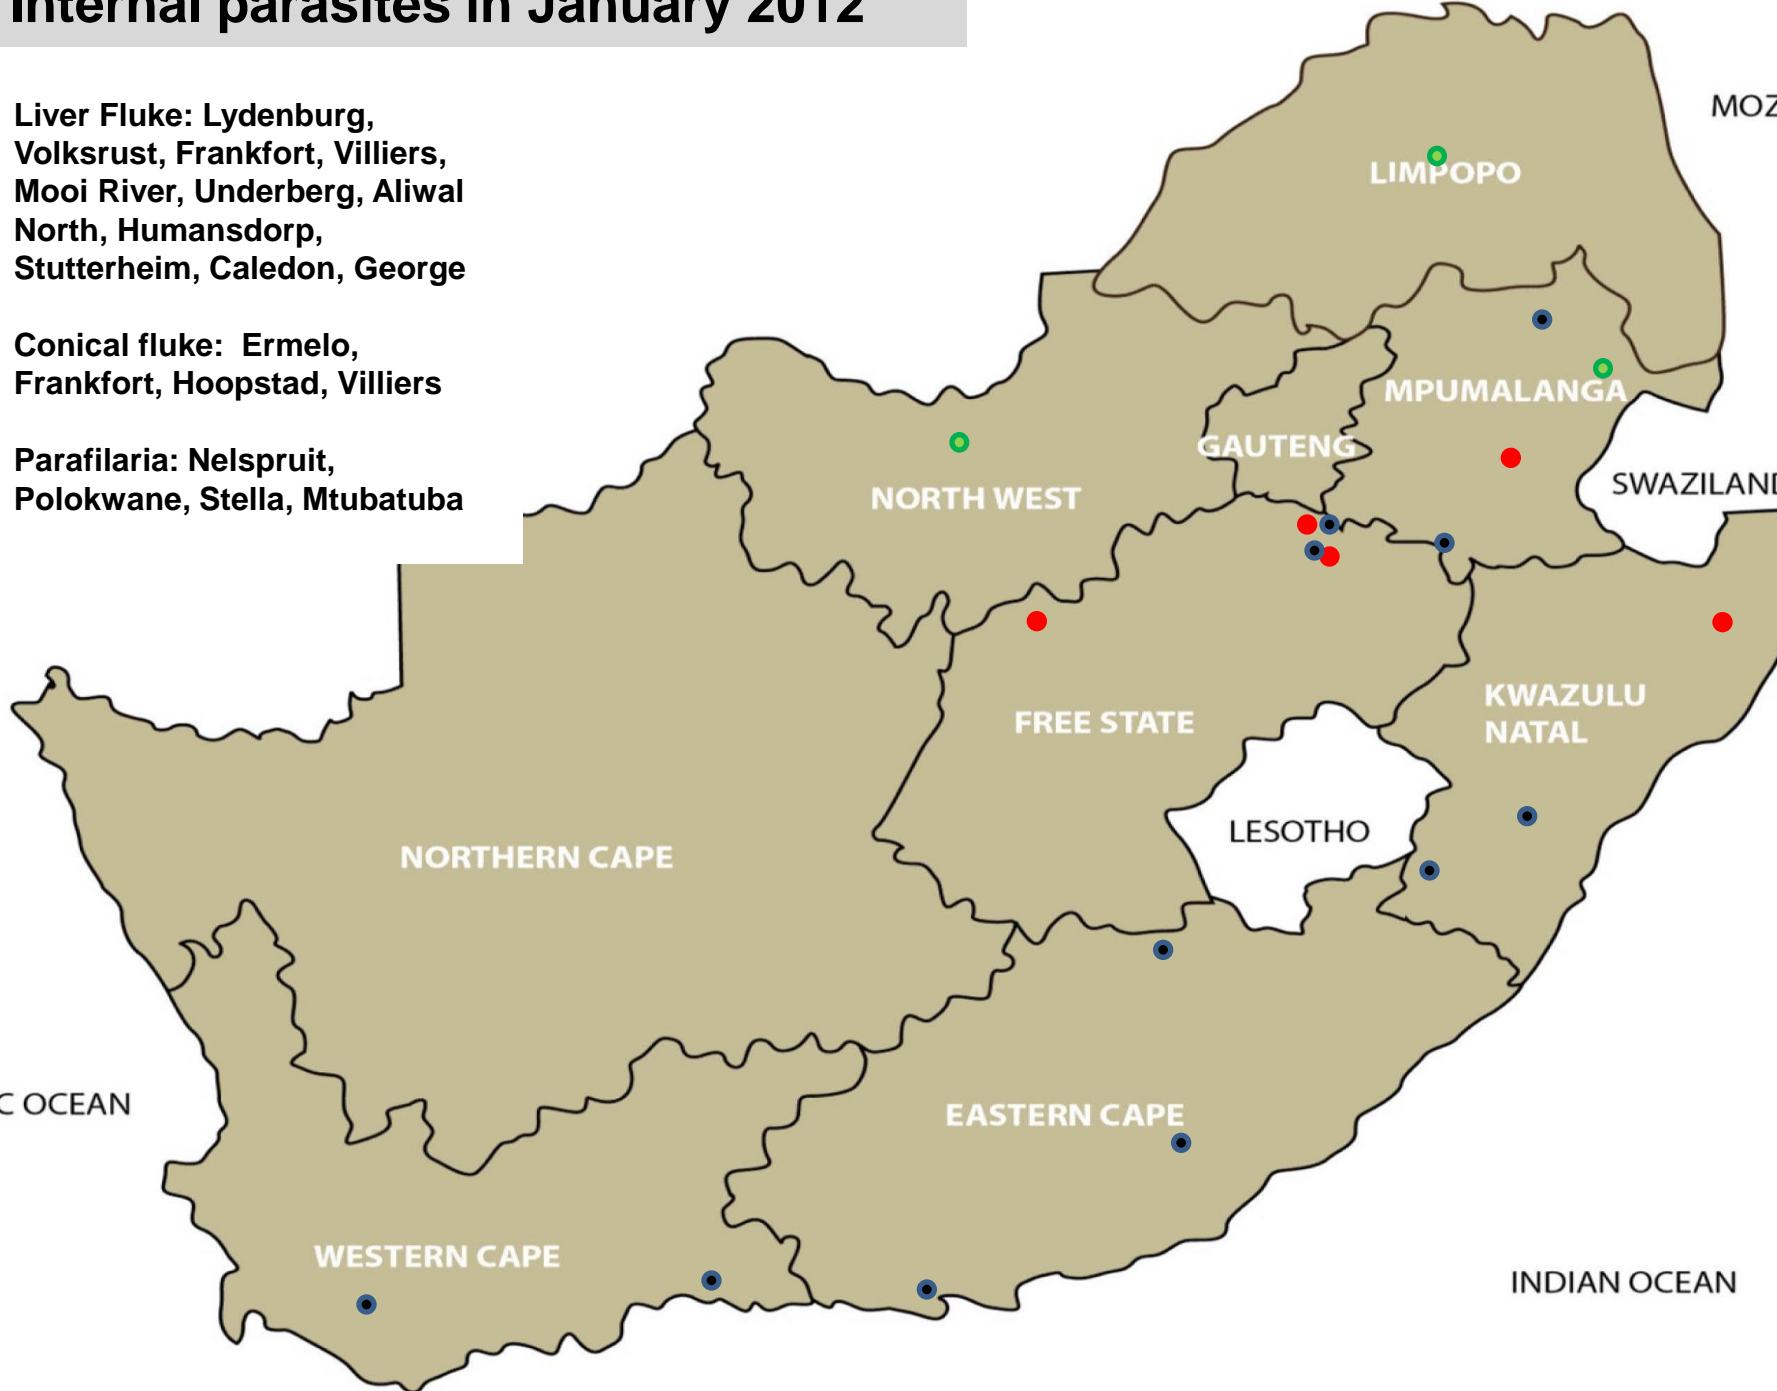 Internal parasites in January 2012
Liver Fluke: Lydenburg,
Volksrust, Frankfort, Villiers,
Mooi River, Underberg, Aliwal
North, Humansdorp,
Stutterheim, Caledon, George
Conical fluke:  Ermelo,
Frankfort, Hoopstad, Villiers
Parafilaria: Nelspruit,
Polokwane, Stella, Mtubatuba
MOZ
LIMPOPO
MPUMALANGA
GAUTENG
SWAZILAND
NORTH WEST
KWAZULU
NATAL
FREE STATE
LESOTHO
NORTHERN CAPE
C OCEAN
EASTERN CAPE
WESTERN CAPE
INDIAN OCEAN